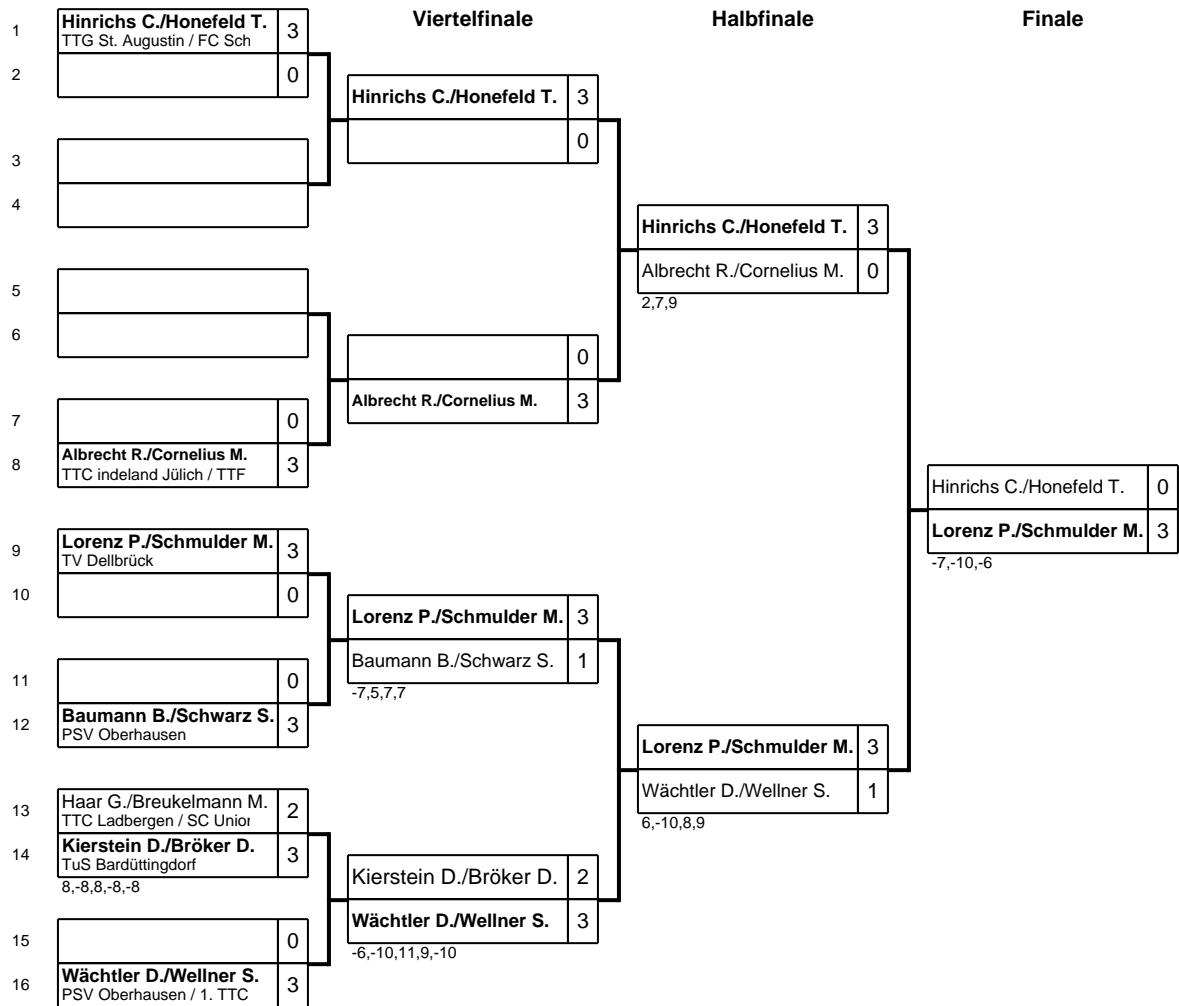 Viertelfinale
Halbfinale
Finale
1
Hinrichs C./Honefeld T. 3
TTG St. Augustin / FC Sch
2
0
3
4
5
6
7
0
8
Albrecht R./Cornelius M. 3
TTC indeland Jülich / TTF
9
Lorenz P./Schmulder M. 3
TV Dellbrück
10
0
11
0
12
Baumann B./Schwarz S. 3
PSV Oberhausen
13
Haar G./Breukelmann M. 2
TTC Ladbergen / SC Union
14
Kierstein D./Bröker D. 3
TuS Bardüttingdorf
8,-8,8,-8,-8
15
0
16
Wächtler D./Wellner S. 3
PSV Oberhausen / 1. TTC
Hinrichs C./Honefeld T. 3
0
0
Albrecht R./Cornelius M. 3
Lorenz P./Schmulder M. 3
Baumann B./Schwarz S. 1
-7,5,7,7
Kierstein D./Bröker D. 2
Wächtler D./Wellner S. 3
-6,-10,11,9,-10
Hinrichs C./Honefeld T. 3
Albrecht R./Cornelius M. 0
2,7,9
Lorenz P./Schmulder M. 3
Wächtler D./Wellner S. 1
6,-10,8,9
Hinrichs C./Honefeld T. 0
Lorenz P./Schmulder M. 3
-7,-10,-6